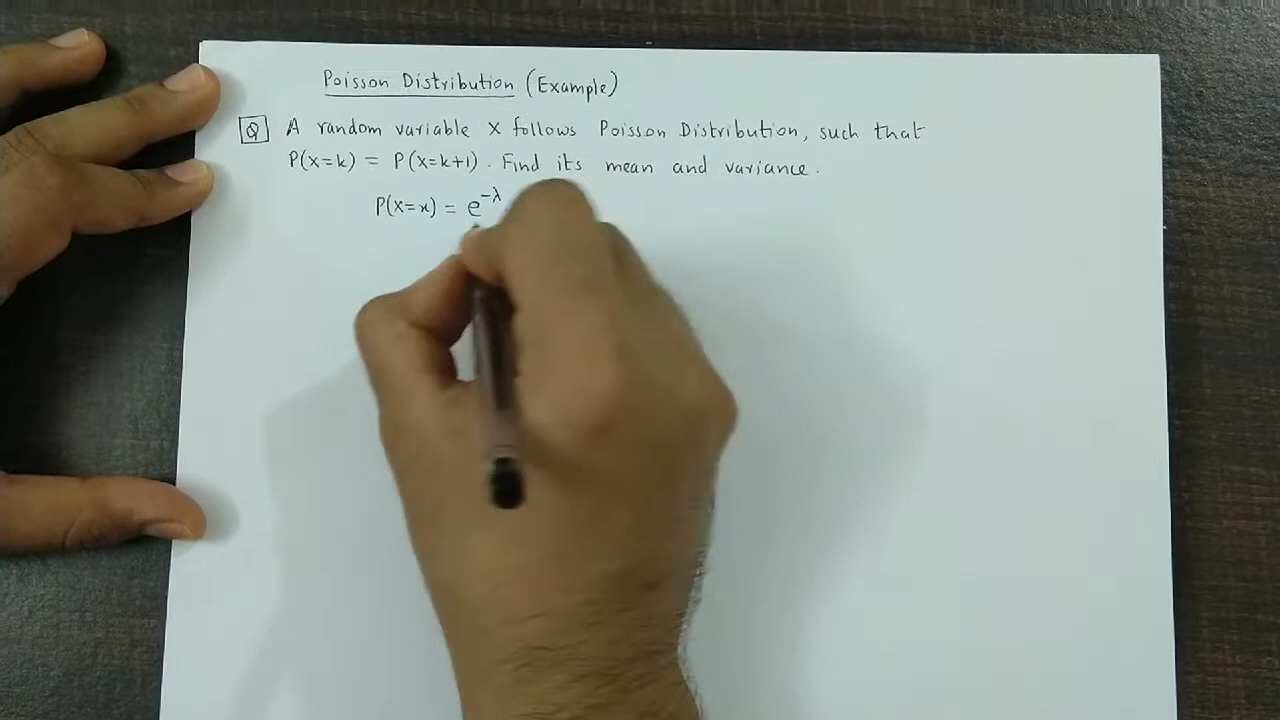 Poisson Distribution (Example)
Q A random variable X follows Poisson Distribution, such that
P(X=k) = P(X=k+1). Find its mean and variance.
P(X=x) = e^-λ